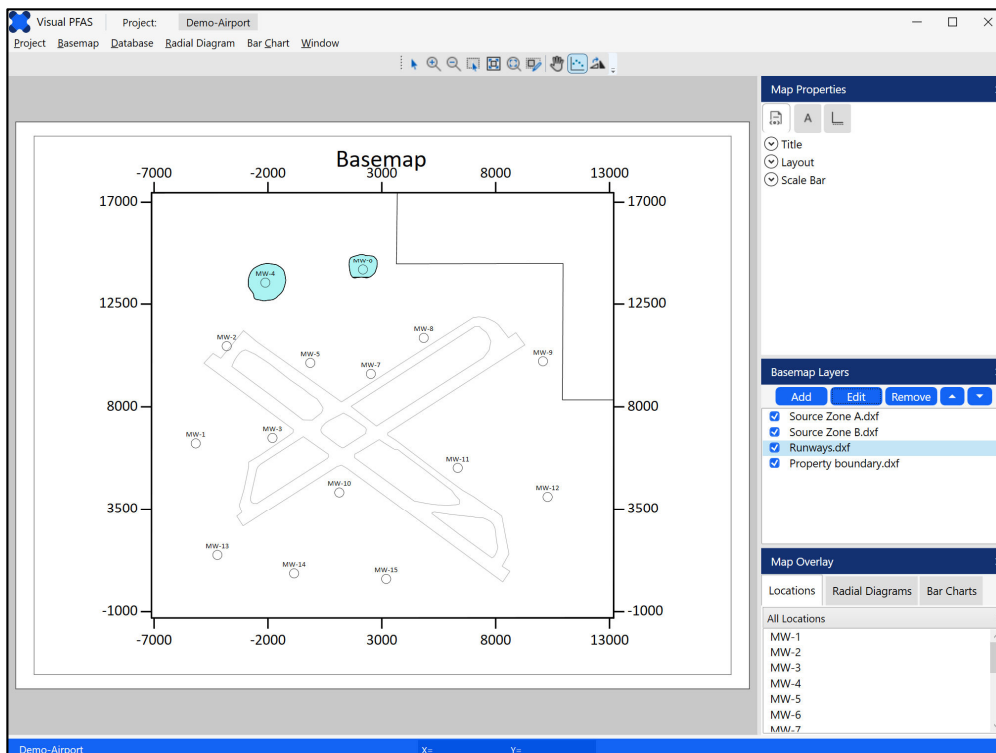 Visual PFAS Project: Demo-Airport
Project Basemap Database Radial Diagram Bar Chart Window
Map Properties
A
Title
Layout
Scale Bar
Basemap
-7000 -2000 3000 8000 13000
17000 17000
MW-6
MW-4
12500 12500
MW-8
MW-2
MW-9
MW-5
MW-7
8000 8000
MW-3
MW-1
MW-11
MW-10
MW-12
3500 3500
MW-13
MW-14
MW-15
-1000 -1000
-7000 -2000 3000 8000 13000
Basemap Layers
Add Edit Remove
Source Zone A.dxf
Source Zone B.dxf
Runways.dxf
Property boundary.dxf
Map Overlay
Locations Radial Diagrams Bar Charts
All Locations
MW-1
MW-2
MW-3
MW-4
MW-5
MW-6
MW-7
Demo-Airport X= Y=